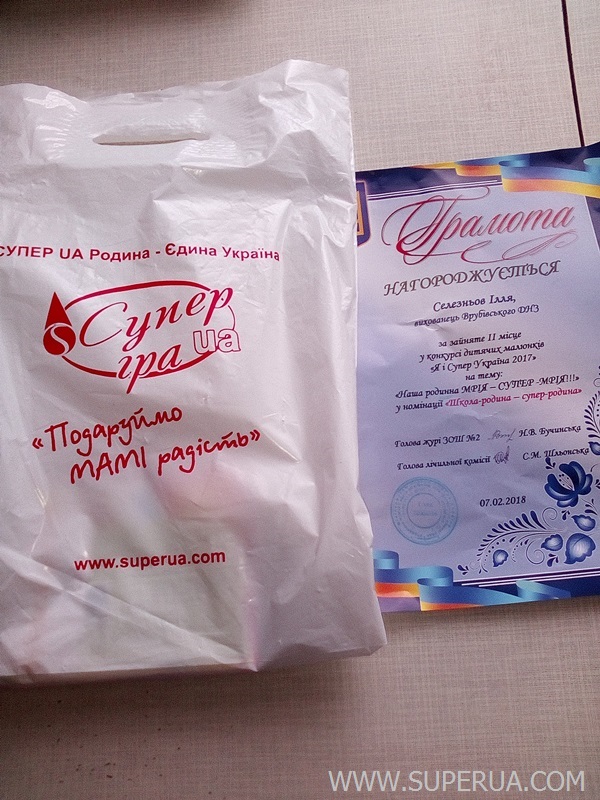 СУПЕР UA Родина - Єдина Україна
Супер
гра ua
«Подаруймо
МАМІ радість»
www.superua.com
Грамота
НАГОРОДЖУЄТЬСЯ
Селезньов Ілля,
вихованець Врубівського ДНЗ
за зайняте ІІ місце
у конкурсі дитячих малюнків
«Я і Супер Україна 2017»
на тему:
«Наша родинна МРІЯ – СУПЕР -МРІЯ!!!»
у номінації «Школа-родина – супер-родина»
Голова журі ЗОШ №2 Н.В. Бучинська
Голова лічильної комісії С.М. Шльонська
07.02.2018
WWW.SUPERUA.COM